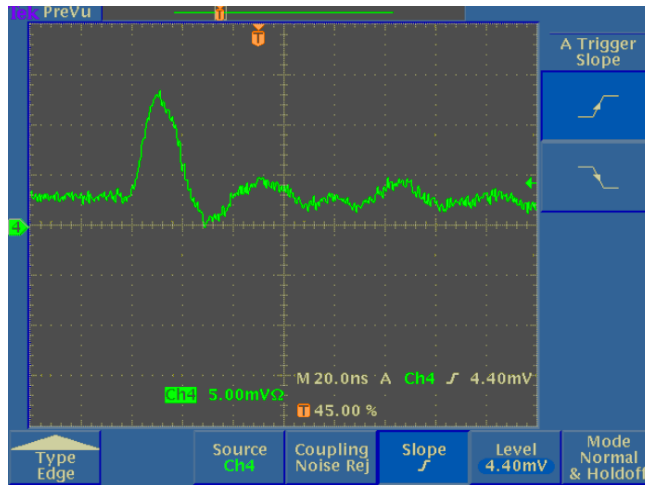 Tek PreVu
T
T
A Trigger
Slope
4
M 20.0ns A Ch4 ʃ 4.40mV
Ch4 5.00mVΩ
T 45.00 %
Type
Edge
Source
Ch4
Coupling
Noise Rej
Slope
ʃ
Level
4.40mV
Mode
Normal
& Holdoff